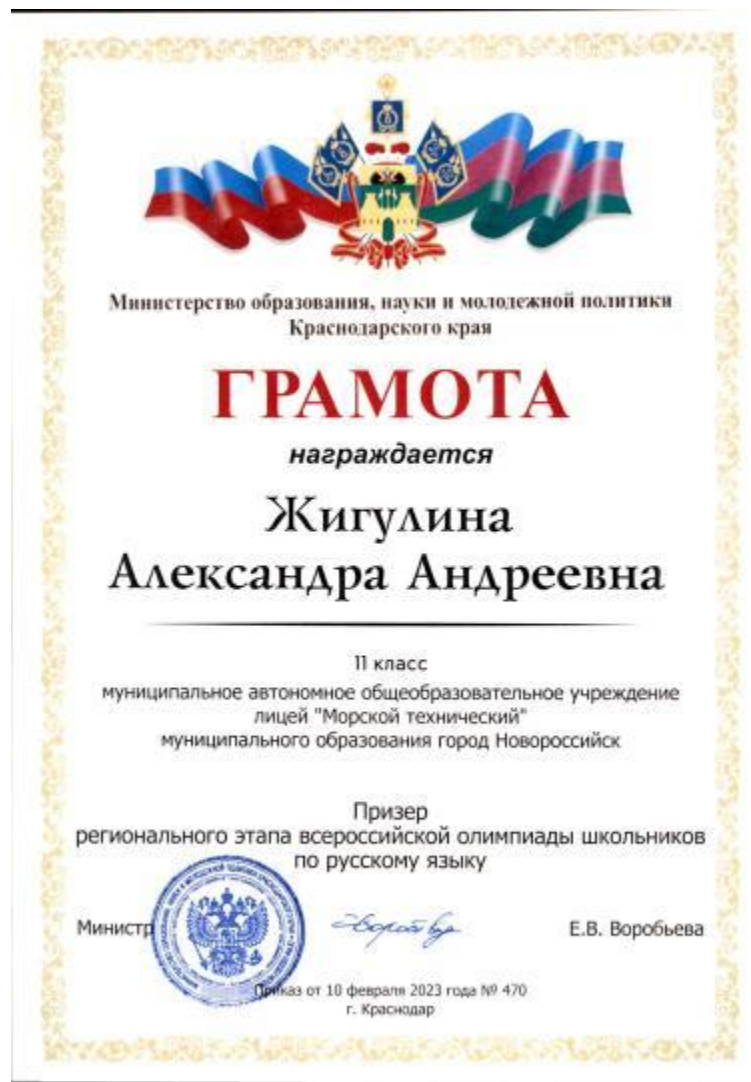 Министерство образования, науки и молодежной политики
Краснодарского края
ГРАМОТА
награждается
Жигулина
Александра Андреевна
11 класс
муниципальное автономное общеобразовательное учреждение
лицей "Морской технический"
муниципального образования город Новороссийск
Призер
регионального этапа всероссийской олимпиады школьников
по русскому языку
Министр Е.В. Воробьева
Приказ от 10 февраля 2023 года № 470
г. Краснодар